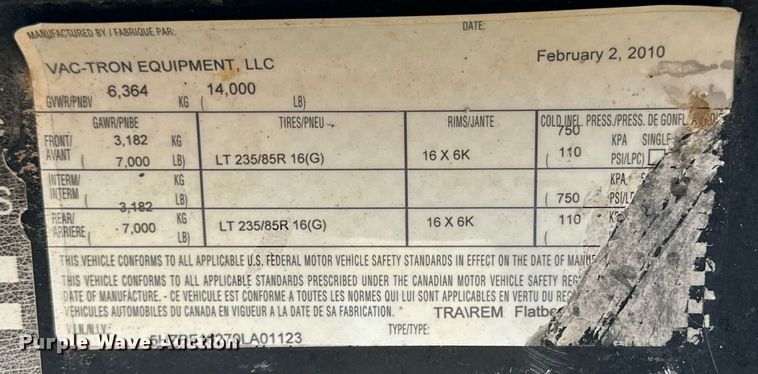 MANUFACTURED BY / FABRIQUE PAR: DATE:
VAC-TRON EQUIPMENT, LLC February 2, 2010
GVWR/PNBV 6,364 KG ( 14,000 LB)
GAWR/PNBE TIRES/PNEU RIMS/JANTE COLD INFL. PRESS./PRESS. DE GONFL.
FRONT/ 3,182 KG 750 KPA SINGLE
AVANT ( 7,000 LB) LT 235/85R 16(G) 16 X 6K ( 110 PSI/LPC)
INTERM/ KG KPA
INTERM ( LB) ( 750 PSI/
REAR/ 3,182 KG
ARRIERE ( 7,000 LB) LT 235/85R 16(G) 16 X 6K ( 110
THIS VEHICLE CONFORMS TO ALL APPLICABLE U.S. FEDERAL MOTOR VEHICLE SAFETY STANDARDS IN EFFECT ON THE DATE OF
THIS VEHICLE CONFORMS TO ALL APPLICABLE STANDARDS PRESCRIBED UNDER THE CANADIAN MOTOR VEHICLE SAFETY
DATE OF MANUFACTURE. - CE VEHICULE EST CONFORME A TOUTES LES NORMES QUI LUI SONT APPLICABLES EN VERTU DU
VEHICULES AUTOMOBILES DU CANADA EN VIGUEUR A LA DATE DE SA FABRICATION. TRA/REM
V.I.N./N.I.V.: TYPE/TYPE:
Purple Wave Auction